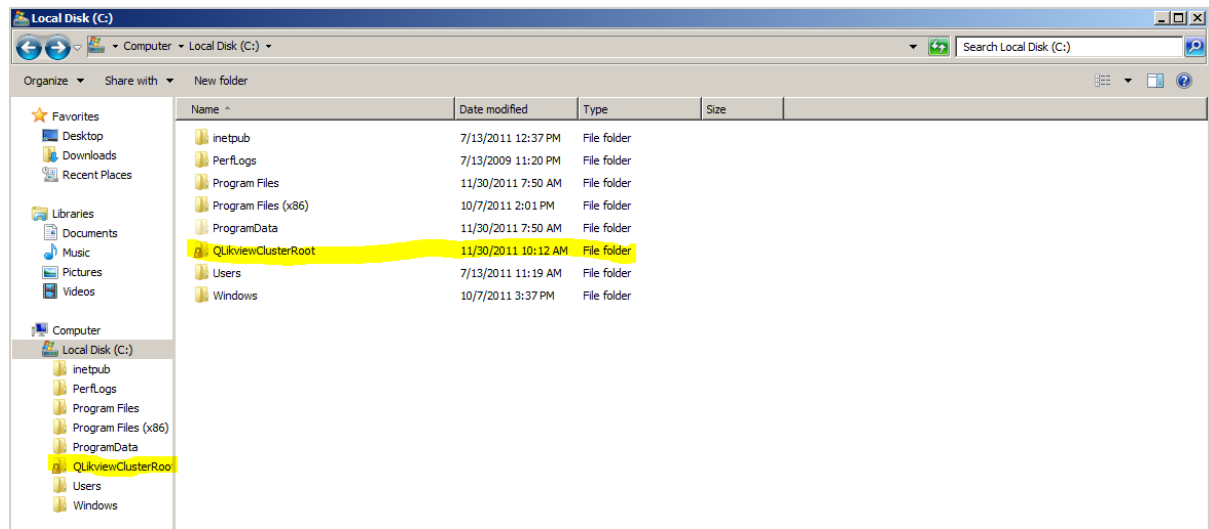 Local Disk (C:)
Computer Local Disk (C:) Search Local Disk (C:)
Organize Share with New folder
Name Date modified Type Size
Favorites
Desktop
Downloads
Recent Places
Libraries
Documents
Music
Pictures
Videos
Computer
Local Disk (C:)
inetpub
PerfLogs
Program Files
Program Files (x86)
ProgramData
QLikviewClusterRoo
Users
Windows
inetpub 7/13/2011 12:37 PM File folder
PerfLogs 7/13/2009 11:20 PM File folder
Program Files 11/30/2011 7:50 AM File folder
Program Files (x86) 10/7/2011 2:01 PM File folder
ProgramData 11/30/2011 7:50 AM File folder
QLikviewClusterRoot 11/30/2011 10:12 AM File folder
Users 7/13/2011 11:19 AM File folder
Windows 10/7/2011 3:37 PM File folder